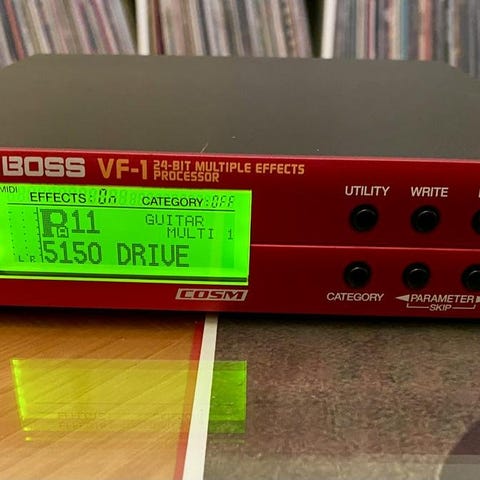 BOSS VF-1 24-BIT MULTIPLE EFFECTS
PROCESSOR
MIDI
EFFECTS:On CATEGORY:OFF
11 GUITAR
MULTI 1
L R 5150 DRIVE
COSM
UTILITY WRITE
CATEGORY ◀PARAMETER▶
SKIP